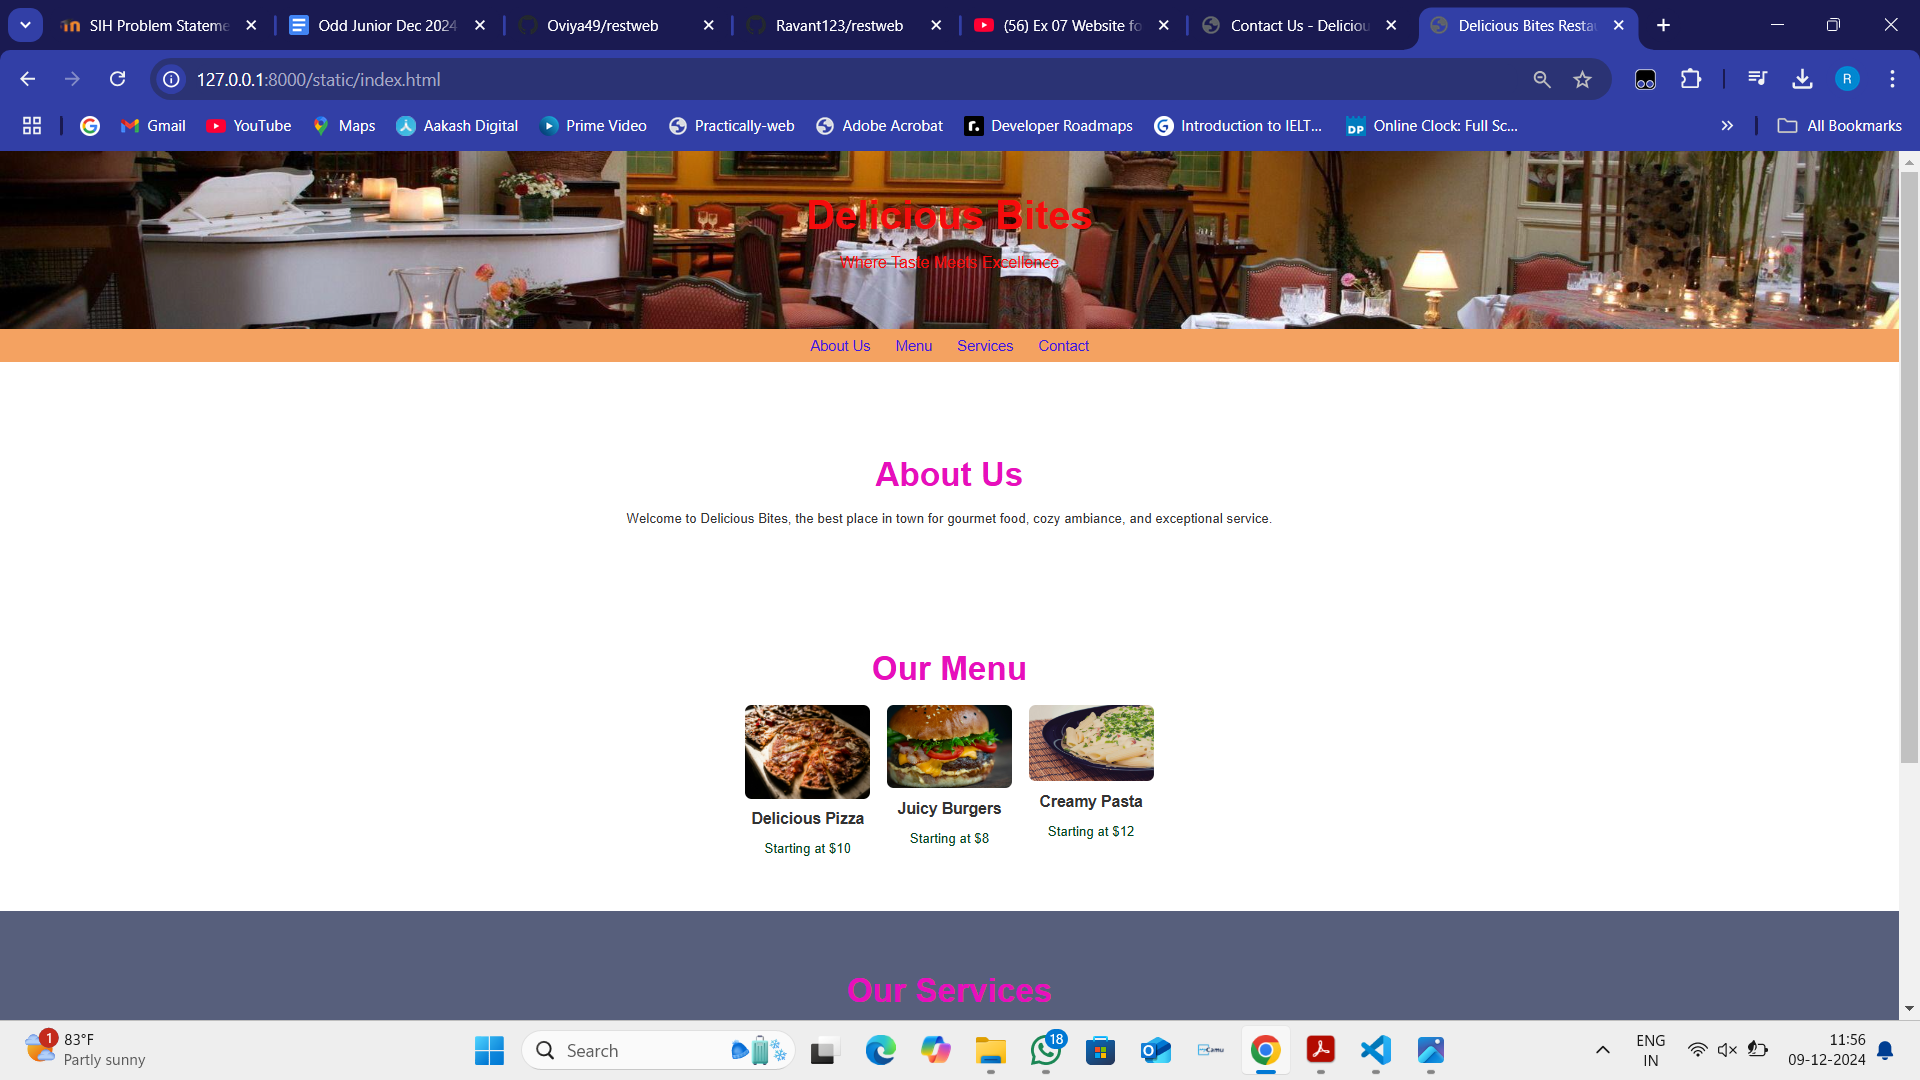 SIH Problem Stateme
Odd Junior Dec 2024
Oviya49/restweb
Ravant123/restweb
(56) Ex 07 Website fo
Contact Us - Deliciou
Delicious Bites Resta
127.0.0.1:8000/static/index.html
R
Gmail
YouTube
Maps
Aakash Digital
Prime Video
Practically-web
Adobe Acrobat
Developer Roadmaps
Introduction to IELT...
DP
Online Clock: Full Sc...
All Bookmarks
Delicious Bites
Where Taste Meets Excellence
About Us
Menu
Services
Contact
About Us
Welcome to Delicious Bites, the best place in town for gourmet food, cozy ambiance, and exceptional service.
Our Menu
Delicious Pizza
Starting at $10
Juicy Burgers
Starting at $8
Creamy Pasta
Starting at $12
Our Services
1
83°F
Partly sunny
Search
18
Camu
ENG
IN
11:56
09-12-2024